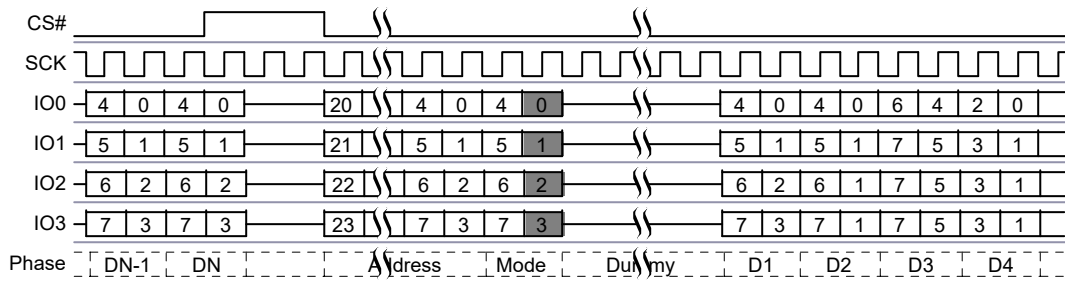 CS#
SCK
IO0 4 0 4 0 20 4 0 4 0 4 0 4 0 6 4 2 0
IO1 5 1 5 1 21 5 1 5 1 5 1 5 1 7 5 3 1
IO2 6 2 6 2 22 6 2 6 2 6 2 6 1 7 5 3 1
IO3 7 3 7 3 23 7 3 7 3 7 3 7 1 7 5 3 1
Phase DN-1 DN Address Mode Dummy D1 D2 D3 D4